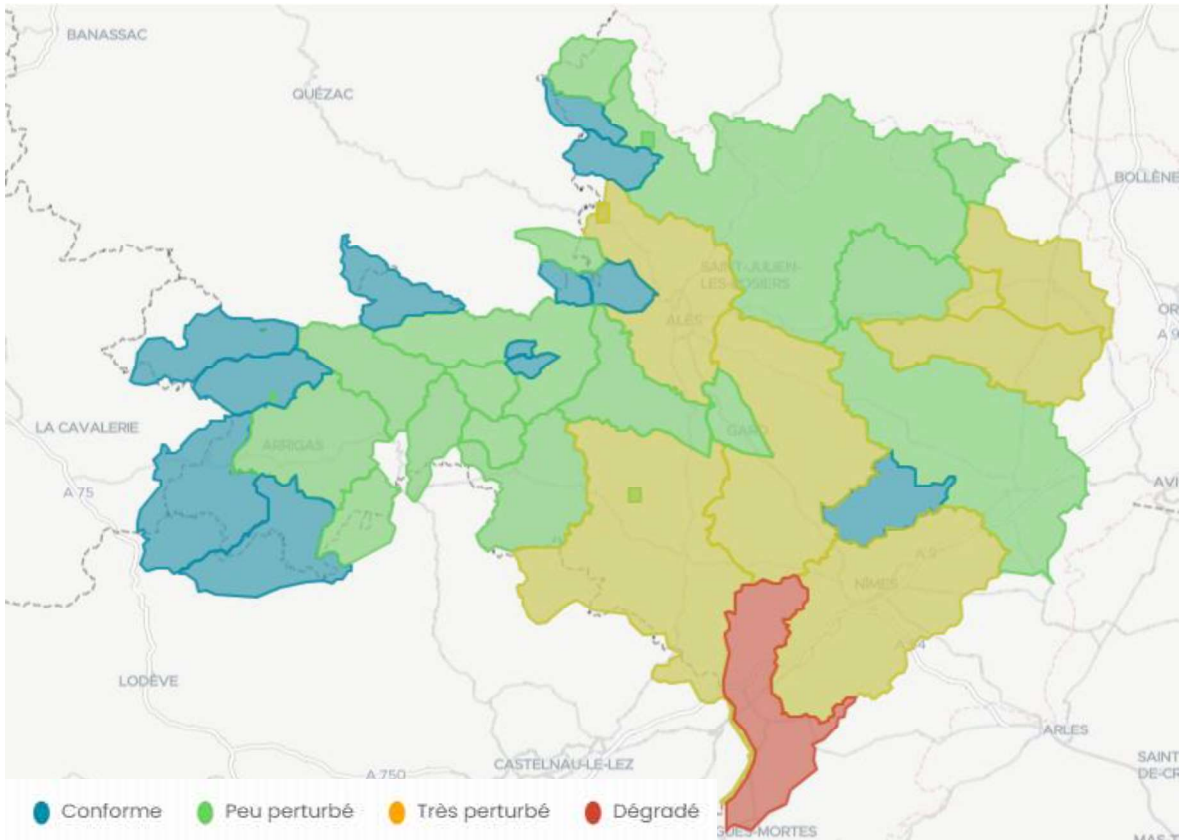 BANASSAC
QUÉZAC
BOLLÈNE
SAINT-JULIEN-
LES-ROSIERS
ALÈS
A 9
LA CAVALERIE
ARRIGAS
GARD
A 75
A 9
NÎMES
LODÈVE
ARLES
CASTELNAU-LE-LEZ
A 750
Conforme
Peu perturbé
Très perturbé
Dégradé